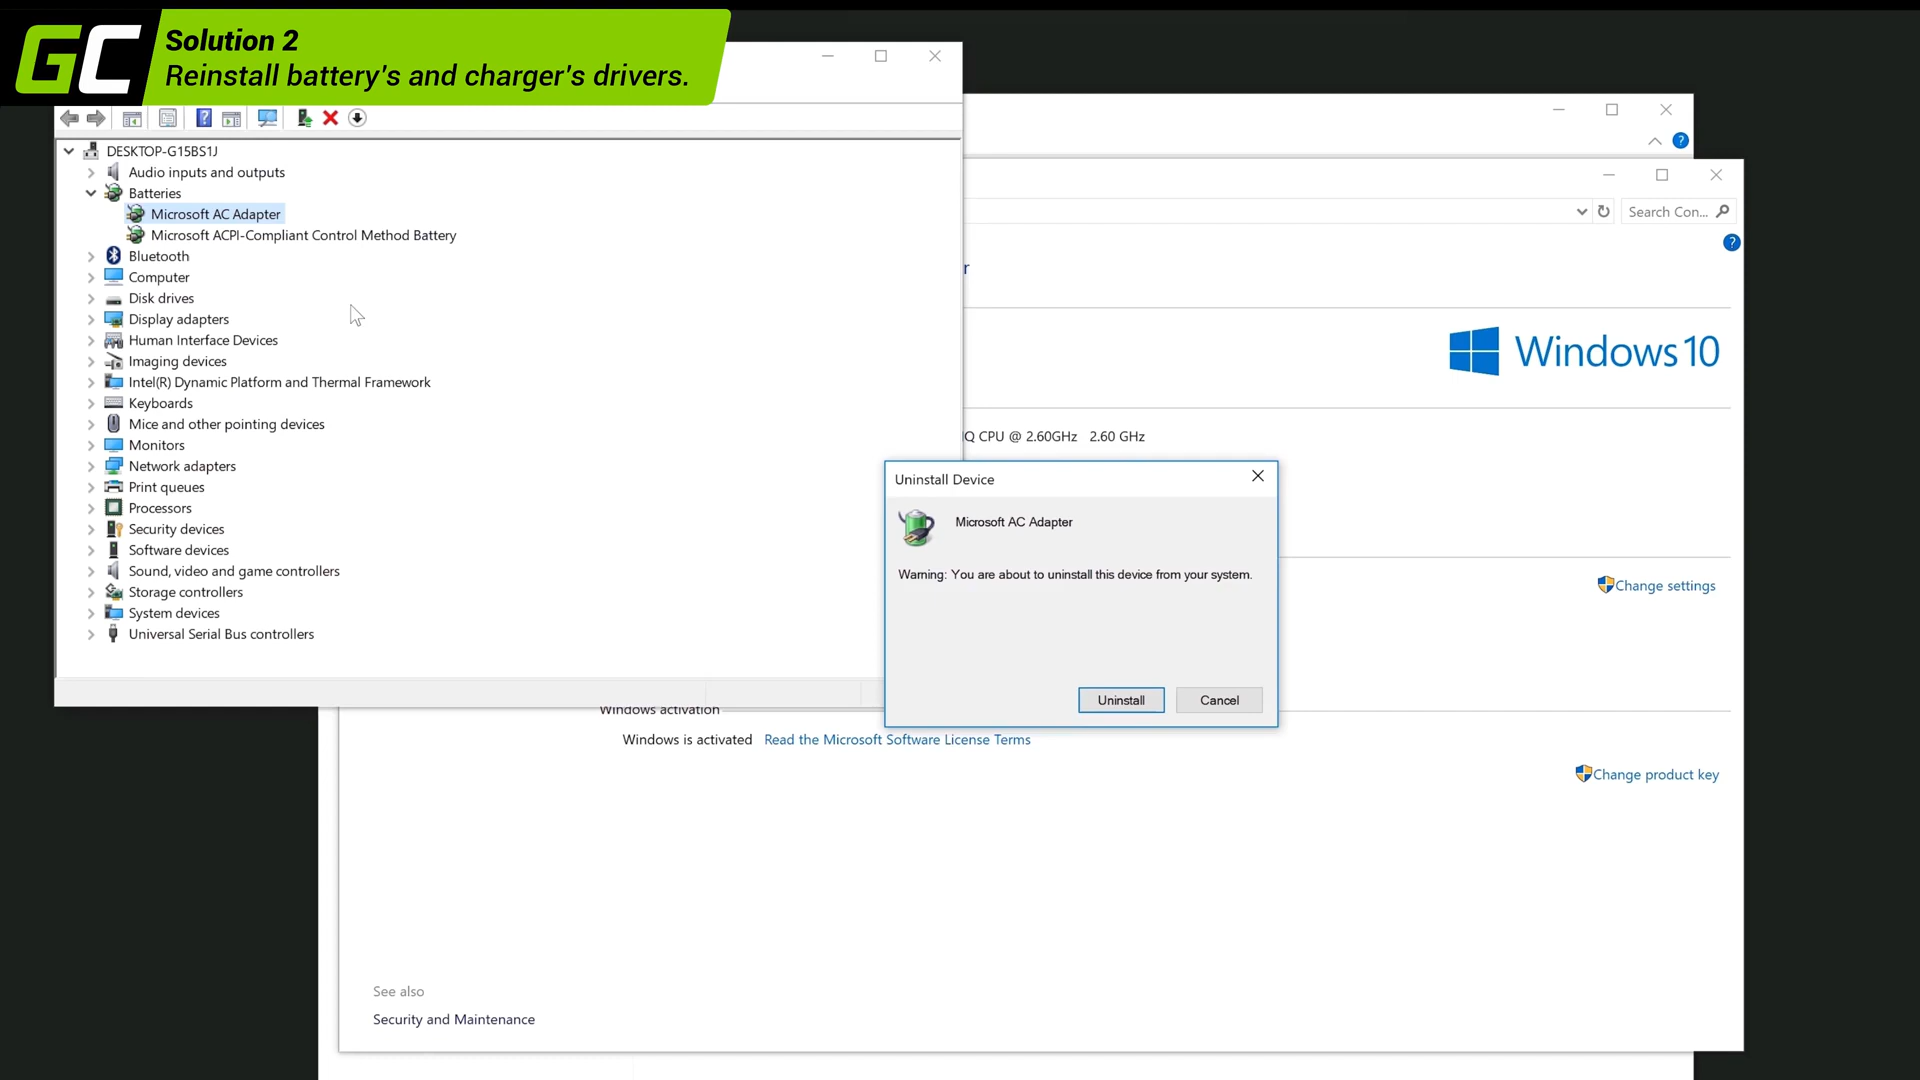 GC
Solution 2
Reinstall battery's and charger's drivers.
DESKTOP-G15BS1J
Audio inputs and outputs
Batteries
Microsoft AC Adapter
Microsoft ACPI-Compliant Control Method Battery
Bluetooth
Computer
Disk drives
Display adapters
Human Interface Devices
Imaging devices
Intel(R) Dynamic Platform and Thermal Framework
Keyboards
Mice and other pointing devices
Monitors
Network adapters
Print queues
Processors
Security devices
Software devices
Sound, video and game controllers
Storage controllers
System devices
Universal Serial Bus controllers
Search Con...
r
Windows 10
Q CPU @ 2.60GHz 2.60 GHz
Uninstall Device
Microsoft AC Adapter
Warning: You are about to uninstall this device from your system.
Uninstall Cancel
Change settings
Windows activation
Windows is activated Read the Microsoft Software License Terms
Change product key
See also
Security and Maintenance